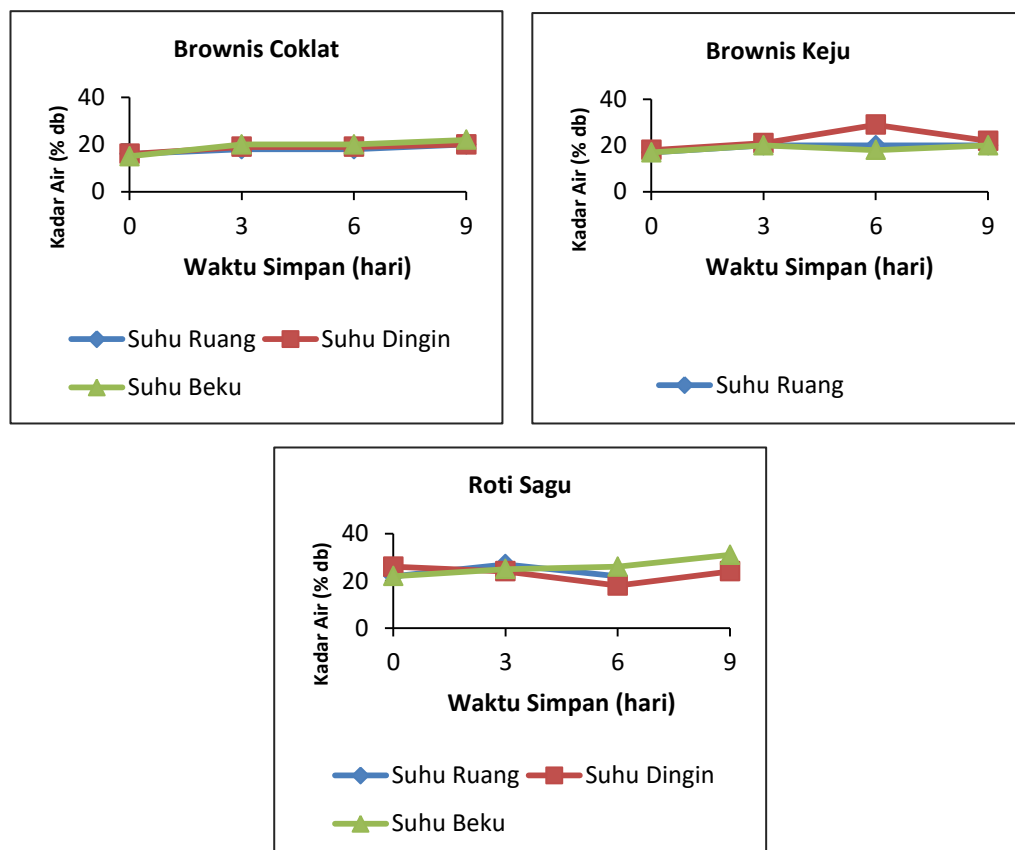 Brownis Coklat
Kadar Air (% db)
40
20
0
0 3 6 9
Waktu Simpan (hari)
Suhu Ruang Suhu Dingin
Suhu Beku
Brownis Keju
Kadar Air (% db)
40
20
0
0 3 6 9
Waktu Simpan (hari)
Suhu Ruang
Roti Sagu
Kadar Air (% db)
40
20
0
0 3 6 9
Waktu Simpan (hari)
Suhu Ruang Suhu Dingin
Suhu Beku